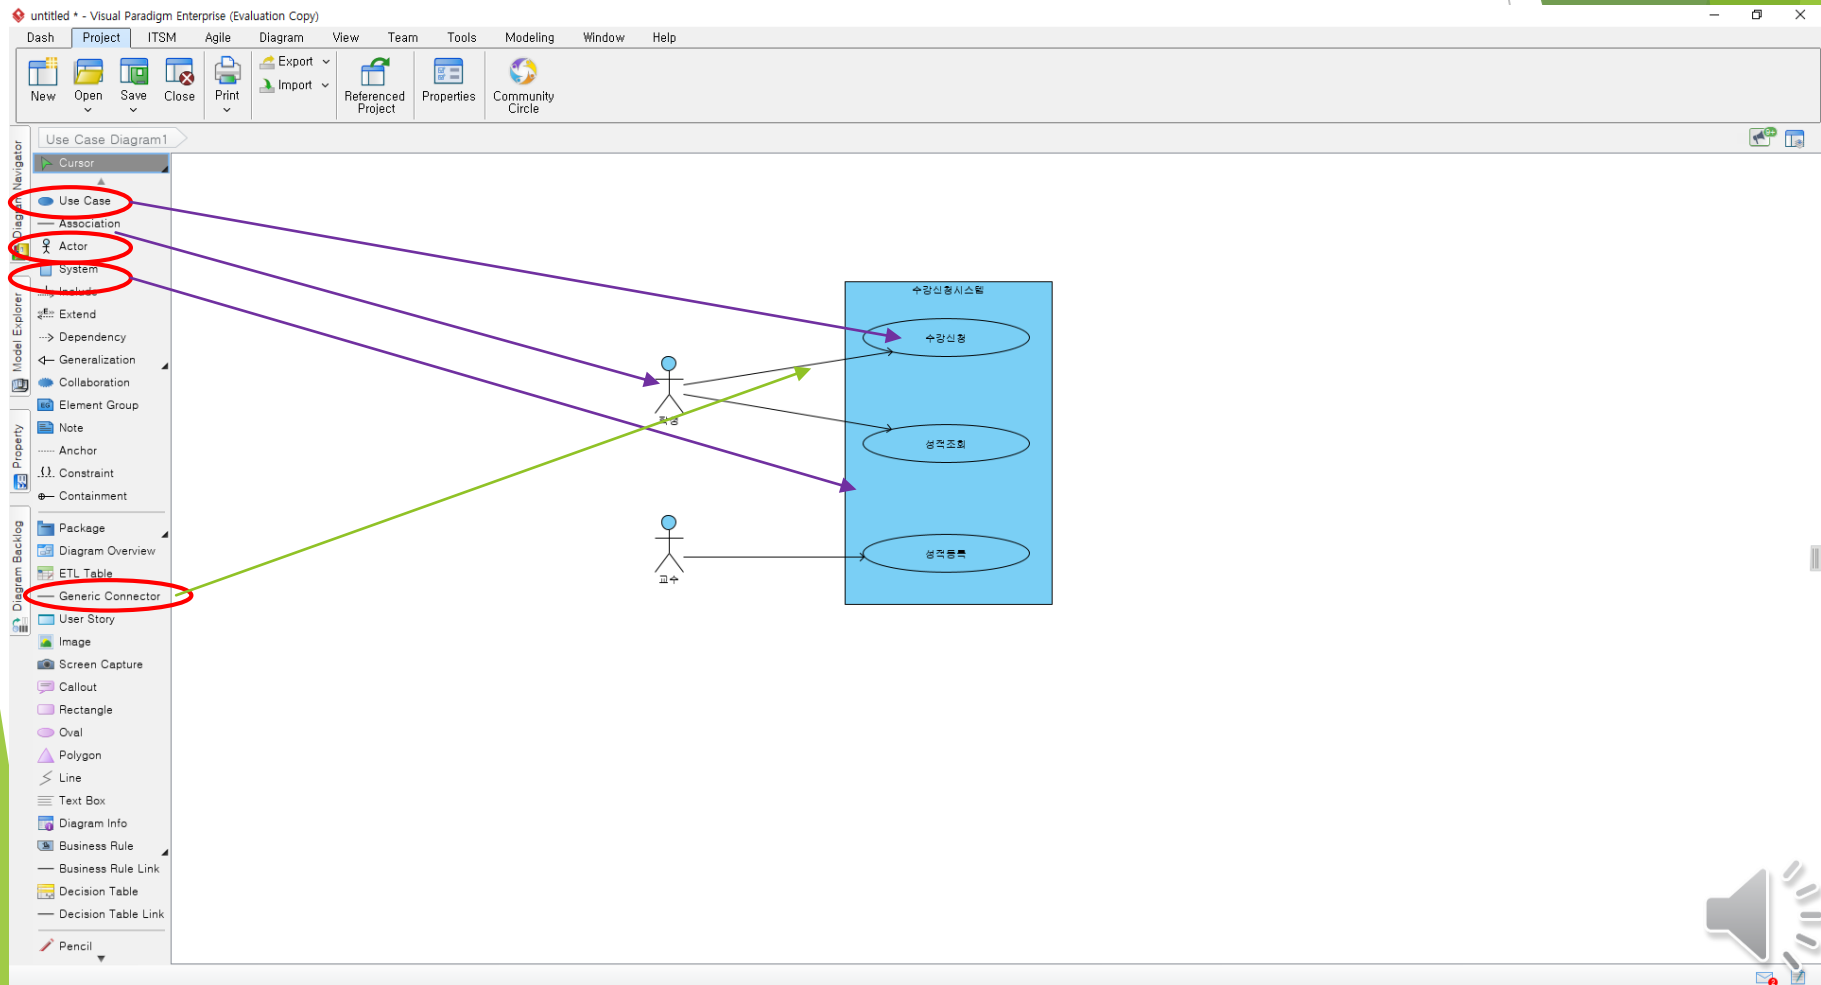 untitled * - Visual Paradigm Enterprise (Evaluation Copy)
Dash Project ITSM Agile Diagram View Team Tools Modeling Window Help
New Open Save Close Print Export Import Referenced Project Properties Community Circle
Use Case Diagram1
Diagram Navigator
Model Explorer
Property
Diagram Backlog
Cursor
Use Case
Association
Actor
System
Include
Extend
Dependency
Generalization
Collaboration
Element Group
Note
Anchor
Constraint
Containment
Package
Diagram Overview
ETL Table
Generic Connector
User Story
Image
Screen Capture
Callout
Rectangle
Oval
Polygon
Line
Text Box
Diagram Info
Business Rule
Business Rule Link
Decision Table
Decision Table Link
Pencil
수강신청시스템
수강신청
학생
성적조회
성적등록
교수